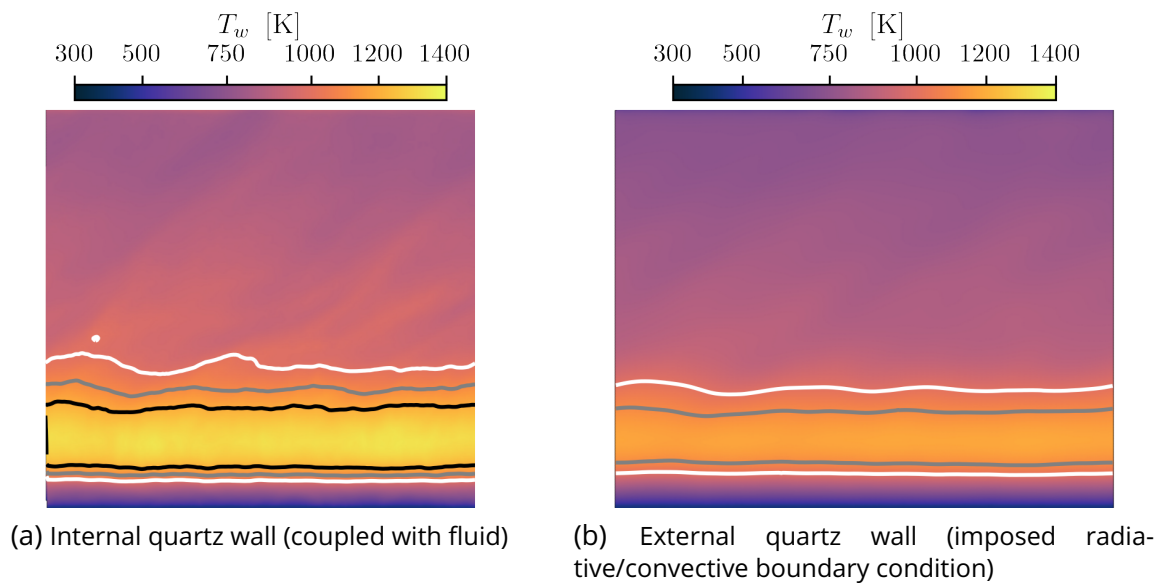 T_w [K]
300 500 750 1000 1200 1400
T_w [K]
300 500 750 1000 1200 1400
(a) Internal quartz wall (coupled with fluid)
(b) External quartz wall (imposed radia-
tive/convective boundary condition)